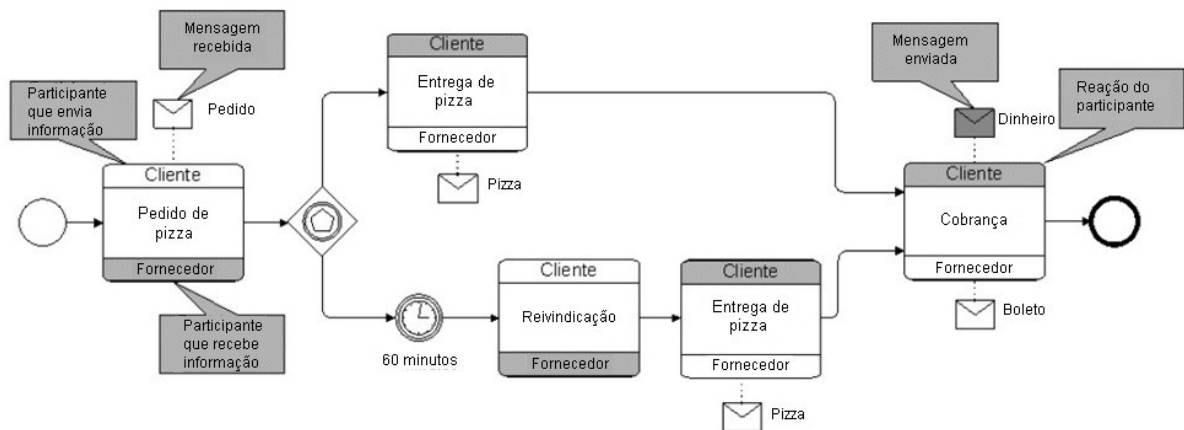 Mensagem
recebida
Participante
que envia
informação
Pedido
Cliente
Pedido de
pizza
Fornecedor
Participante
que recebe
informação
Cliente
Entrega de
pizza
Fornecedor
Pizza
60 minutos
Cliente
Reivindicação
Fornecedor
Cliente
Entrega de
pizza
Fornecedor
Pizza
Mensagem
enviada
Reação do
participante
Dinheiro
Cliente
Cobrança
Fornecedor
Boleto